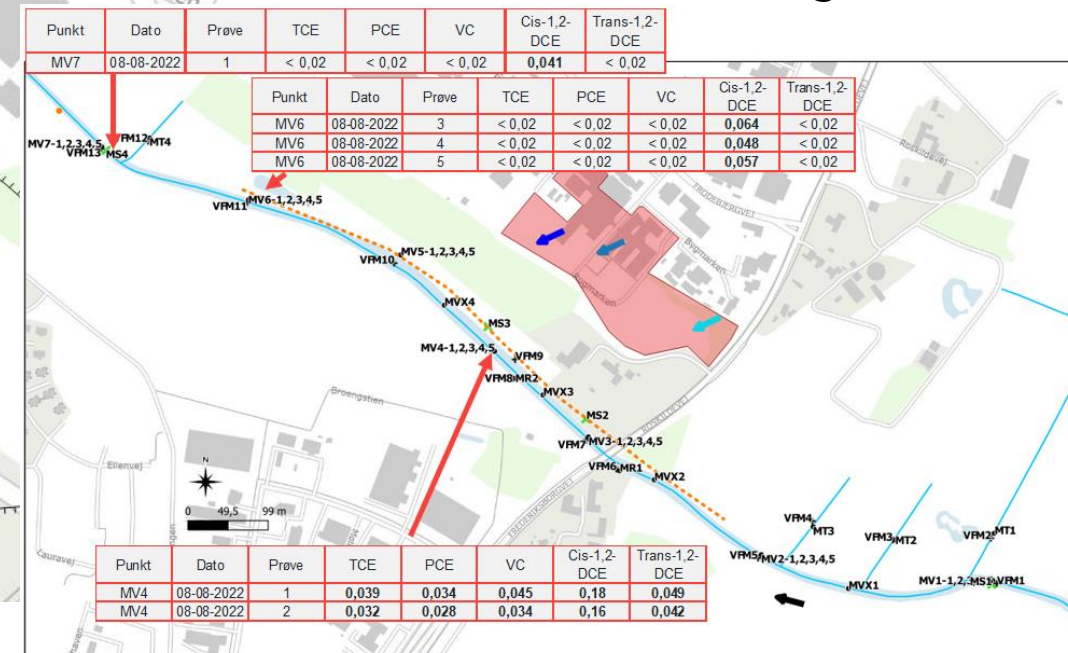 Punkt Dato Prøve TCE PCE VC Cis-1,2-DCE Trans-1,2-DCE
MV7 08-08-2022 1 < 0,02 < 0,02 < 0,02 0,041 < 0,02
Punkt Dato Prøve TCE PCE VC Cis-1,2-DCE Trans-1,2-DCE
MV6 08-08-2022 3 < 0,02 < 0,02 < 0,02 0,064 < 0,02
MV6 08-08-2022 4 < 0,02 < 0,02 < 0,02 0,048 < 0,02
MV6 08-08-2022 5 < 0,02 < 0,02 < 0,02 0,057 < 0,02
VFM12 MT4
MV7-1,2,3,4,5
VFM13 MS4
Roskildevej
FRODEBJERGVEJ
Bygmarken
VFM11 MV6-1,2,3,4,5
MV5-1,2,3,4,5
VFM10
Bygmarken
MVX4
MS3
MV4-1,2,3,4,5
VFM9
VFM8 MR2
ROSKILDEVEJ
Broengstien
MVX3
MS2
VFM7 MV3-1,2,3,4,5
Ellenvej
VFM6 MR1
MVX2
N
0 49,5 99 m
FREDERIKSBORGVEJ
VFM4
MT3
VFM3 MT2
VFM2 MT1
Lauravej
VFM5 MV2-1,2,3,4,5
MVX1
MV1-1,2,3 MS1 VFM1
Punkt Dato Prøve TCE PCE VC Cis-1,2-DCE Trans-1,2-DCE
MV4 08-08-2022 1 0,039 0,034 0,045 0,18 0,049
MV4 08-08-2022 2 0,032 0,028 0,034 0,16 0,042